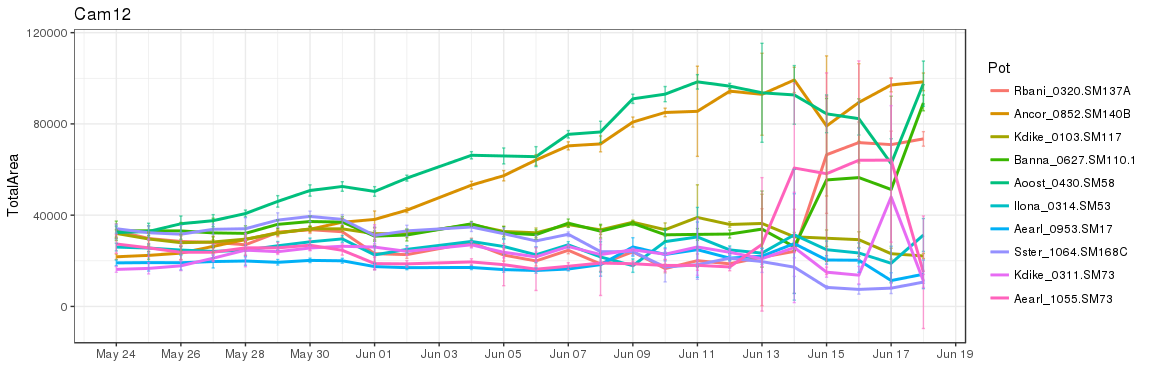 Cam12
TotalArea
120000
80000
40000
0
May 24 May 26 May 28 May 30 Jun 01 Jun 03 Jun 05 Jun 07 Jun 09 Jun 11 Jun 13 Jun 15 Jun 17 Jun 19
Pot
Rbani_0320.SM137A
Ancor_0852.SM140B
Kdike_0103.SM117
Banna_0627.SM110.1
Aoost_0430.SM58
Ilona_0314.SM53
Aearl_0953.SM17
Sster_1064.SM168C
Kdike_0311.SM73
Aearl_1055.SM73